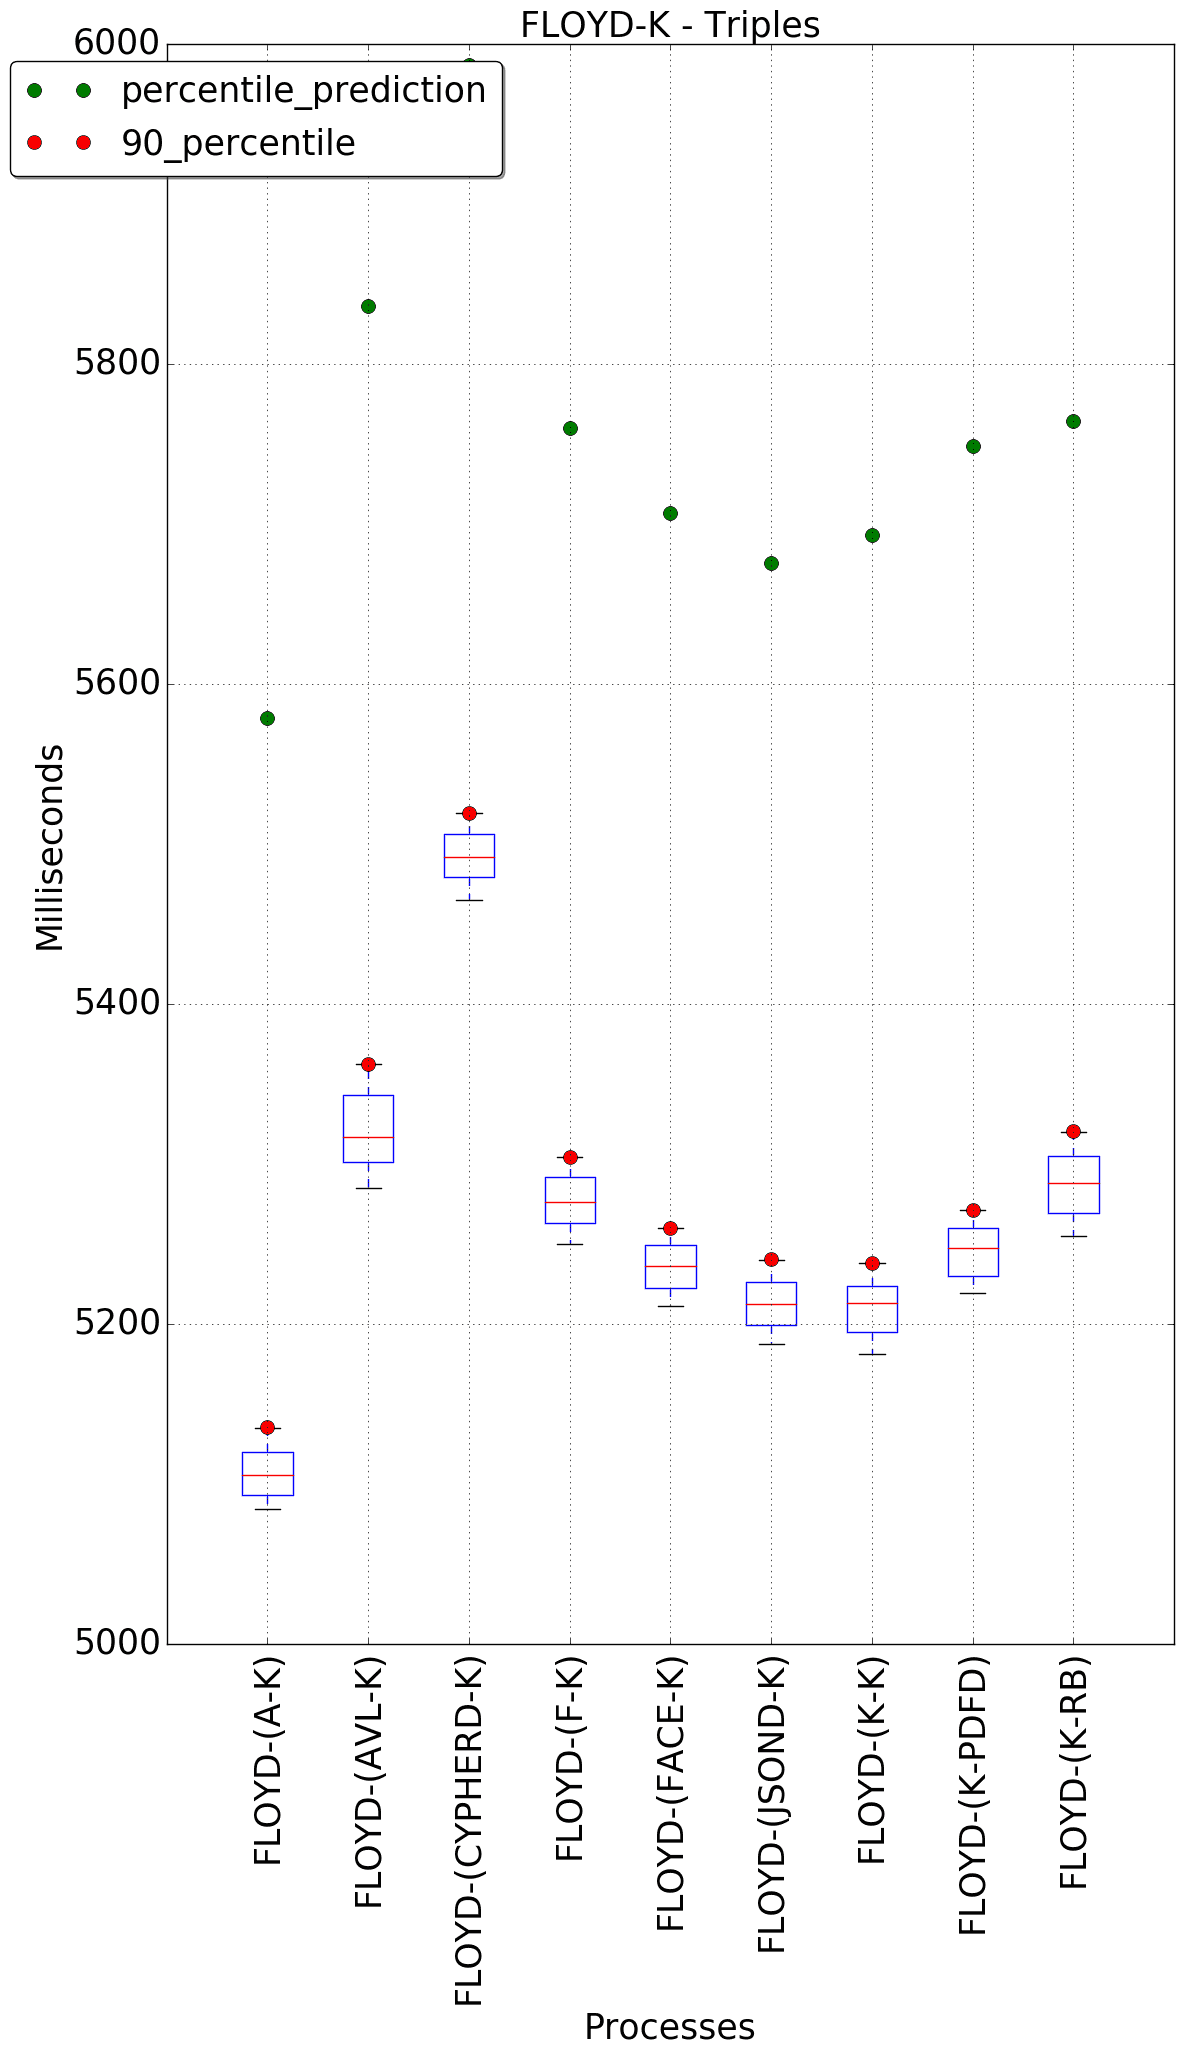 FLOYD-K - Triples
6000
percentile_prediction
90_percentile
5800
5600
5400
5200
5000
Milliseconds
FLOYD-(A-K)
FLOYD-(AVL-K)
FLOYD-(CYPHERD-K)
FLOYD-(F-K)
FLOYD-(FACE-K)
FLOYD-(JSOND-K)
FLOYD-(K-K)
FLOYD-(K-PDFD)
FLOYD-(K-RB)
Processes